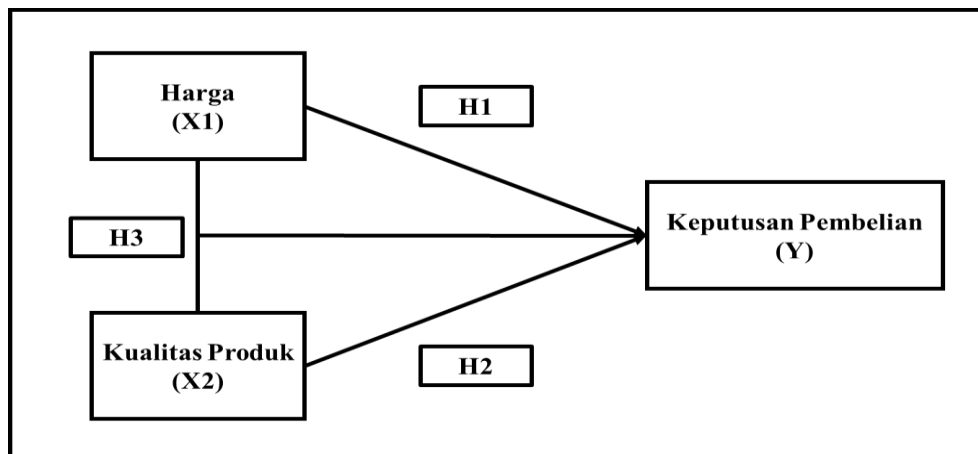 Harga
(X1)
H1
Keputusan Pembelian
(Y)
H3
Kualitas Produk
(X2)
H2